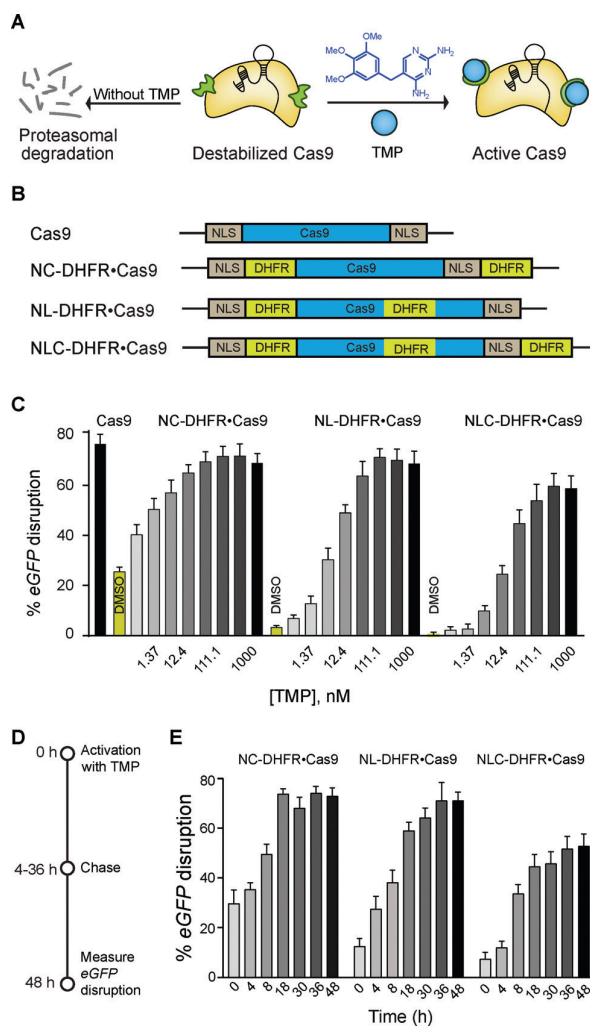 A
OMe
MeO
MeO
N
NH₂
N
NH₂
Without TMP
Proteasomal
degradation
Destabilized Cas9
TMP
Active Cas9
B
Cas9
NLS Cas9 NLS
NC-DHFR•Cas9
NLS DHFR Cas9 NLS DHFR
NL-DHFR•Cas9
NLS DHFR Cas9 DHFR NLS
NLC-DHFR•Cas9
NLS DHFR Cas9 DHFR NLS DHFR
C
Cas9 NC-DHFR•Cas9 NL-DHFR•Cas9 NLC-DHFR•Cas9
% eGFP disruption
80
60
40
20
0
DMSO DMSO DMSO
1.37 12.4 111.1 1000 1.37 12.4 111.1 1000 1.37 12.4 111.1 1000
[TMP], nM
D
0 h Activation
with TMP
4-36 h Chase
48 h Measure
eGFP
disruption
E
NC-DHFR•Cas9 NL-DHFR•Cas9 NLC-DHFR•Cas9
% eGFP disruption
80
60
40
20
0
0 4 8 18 30 36 48 0 4 8 18 30 36 48 0 4 8 18 30 36 48
Time (h)